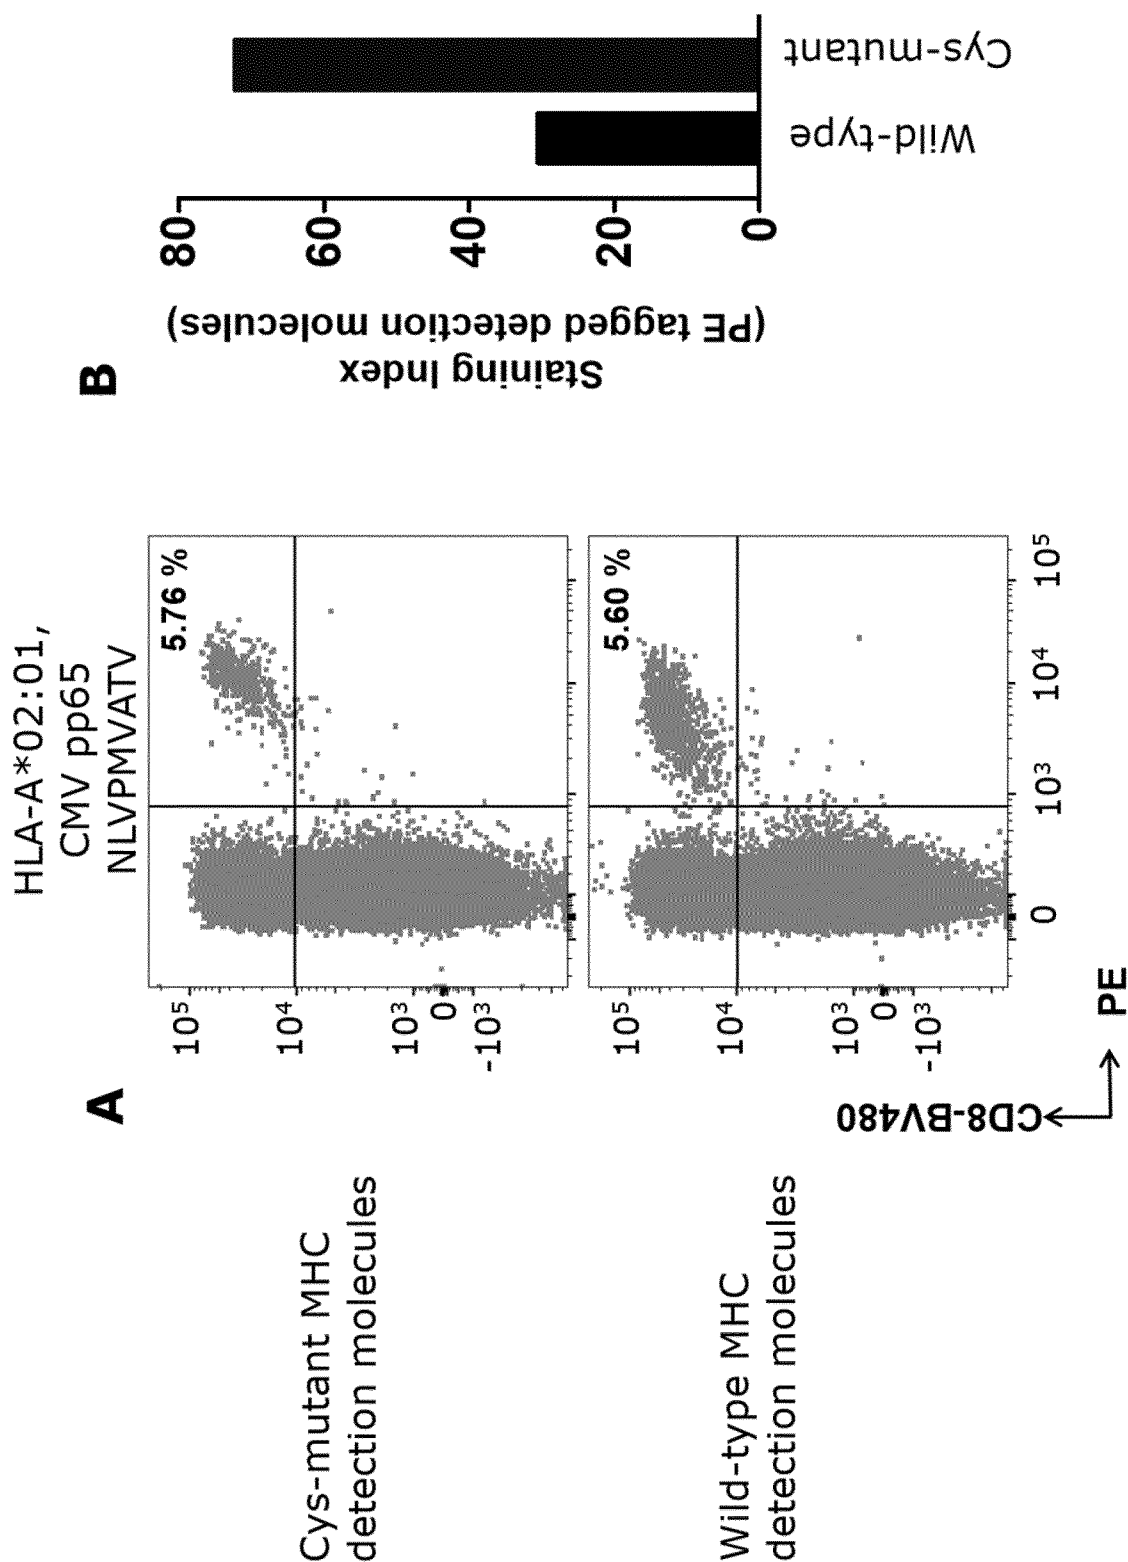 A
HLA-A*02:01,
CMV pp65
NLVPMVATV
Cys-mutant MHC
detection molecules
10⁵
10⁴
10³
0
-10³
5.76 %
Wild-type MHC
detection molecules
10⁵
10⁴
10³
0
-10³
5.60 %
0
10³
10⁴
10⁵
CD8-BV480
PE
B
Staining Index
(PE tagged detection molecules)
80
60
40
20
0
Wild-type
Cys-mutant